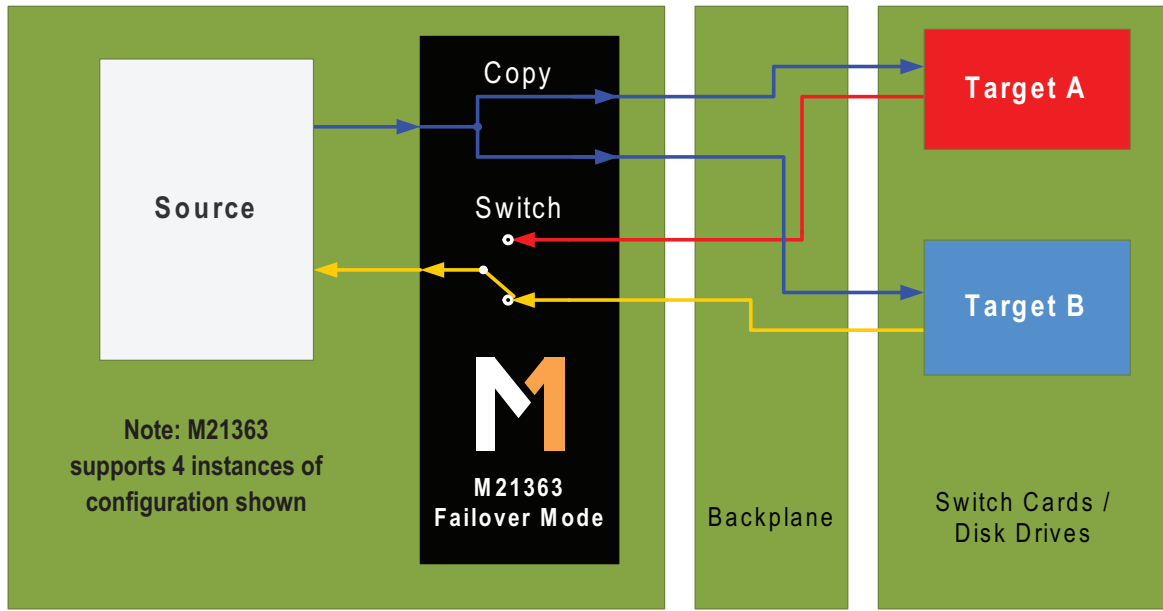 Copy
Target A
Source
Switch
Target B
Note: M21363
supports 4 instances of
configuration shown
M21363
Failover Mode
Backplane
Switch Cards /
Disk Drives